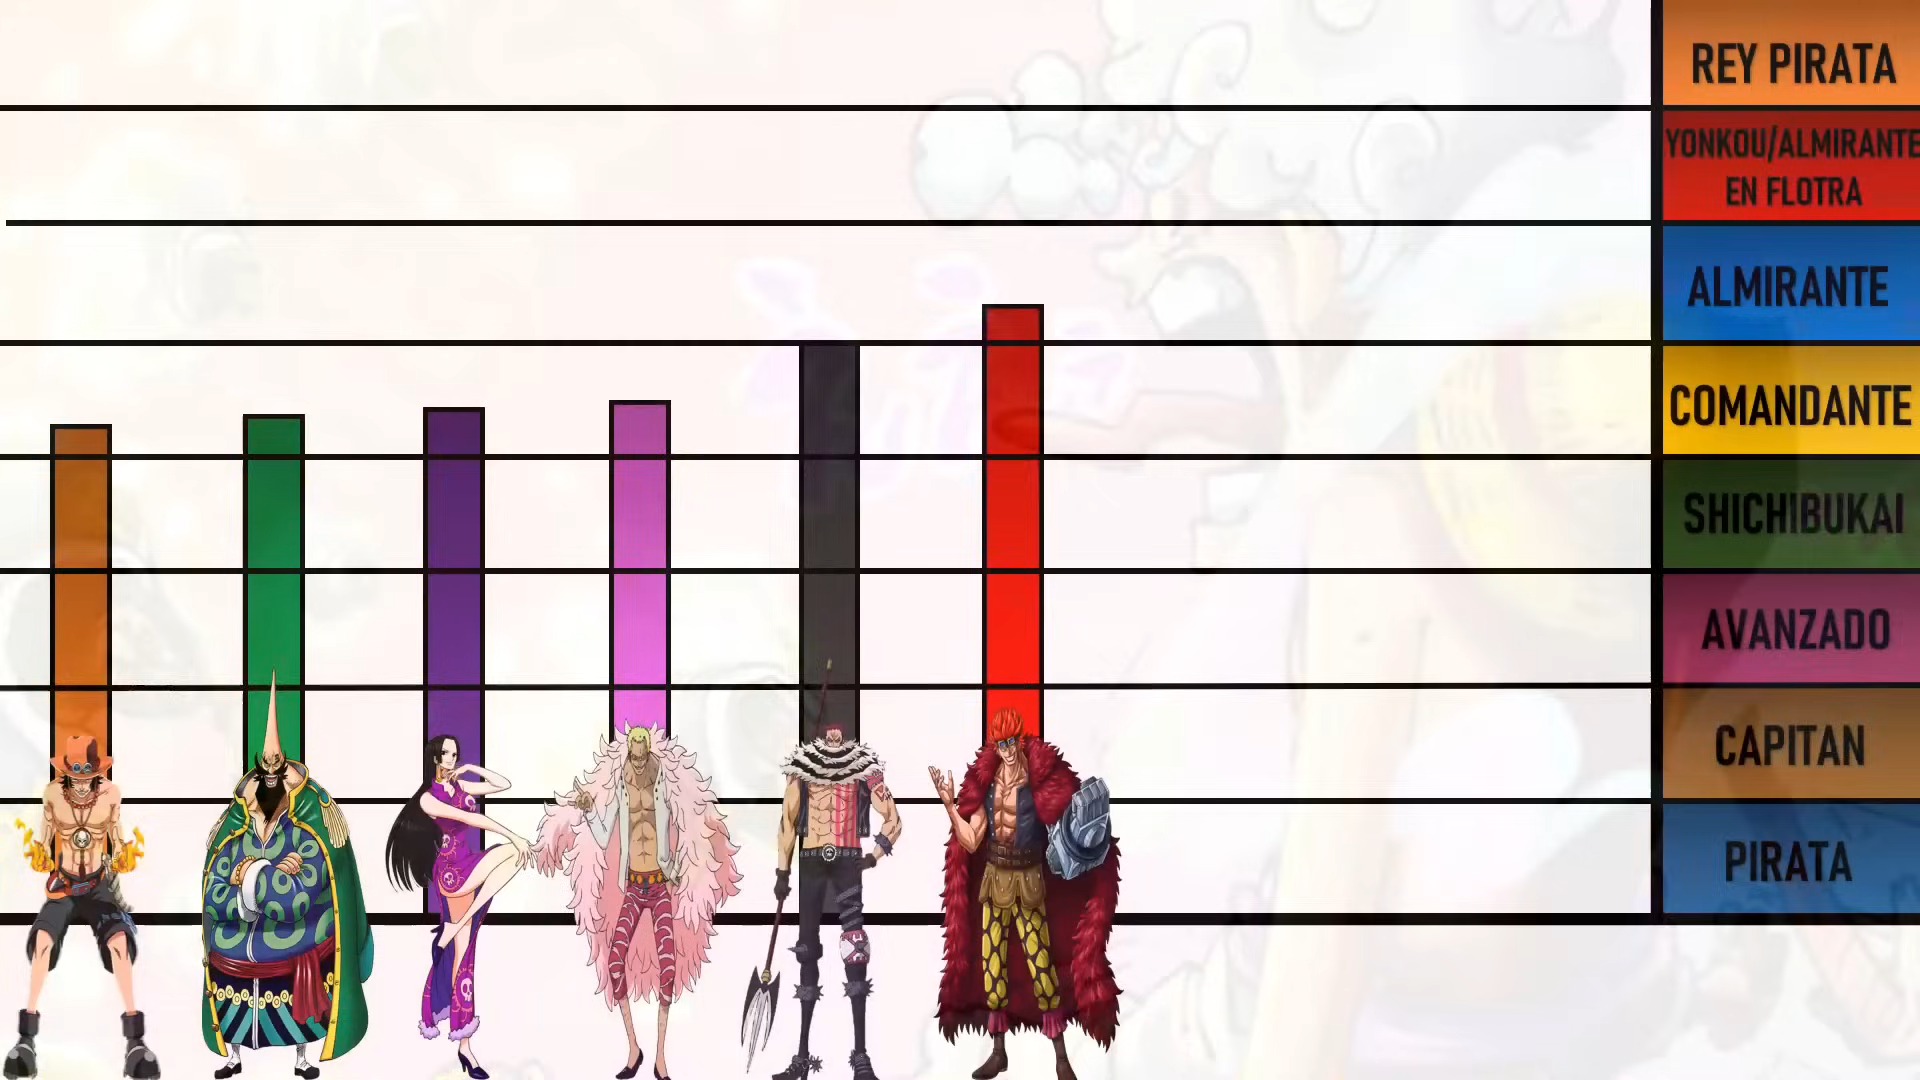 REY PIRATA
YONKOU/ALMIRANTE
EN FLOTRA
ALMIRANTE
COMANDANTE
SHICHIBUKAI
AVANZADO
CAPITAN
PIRATA